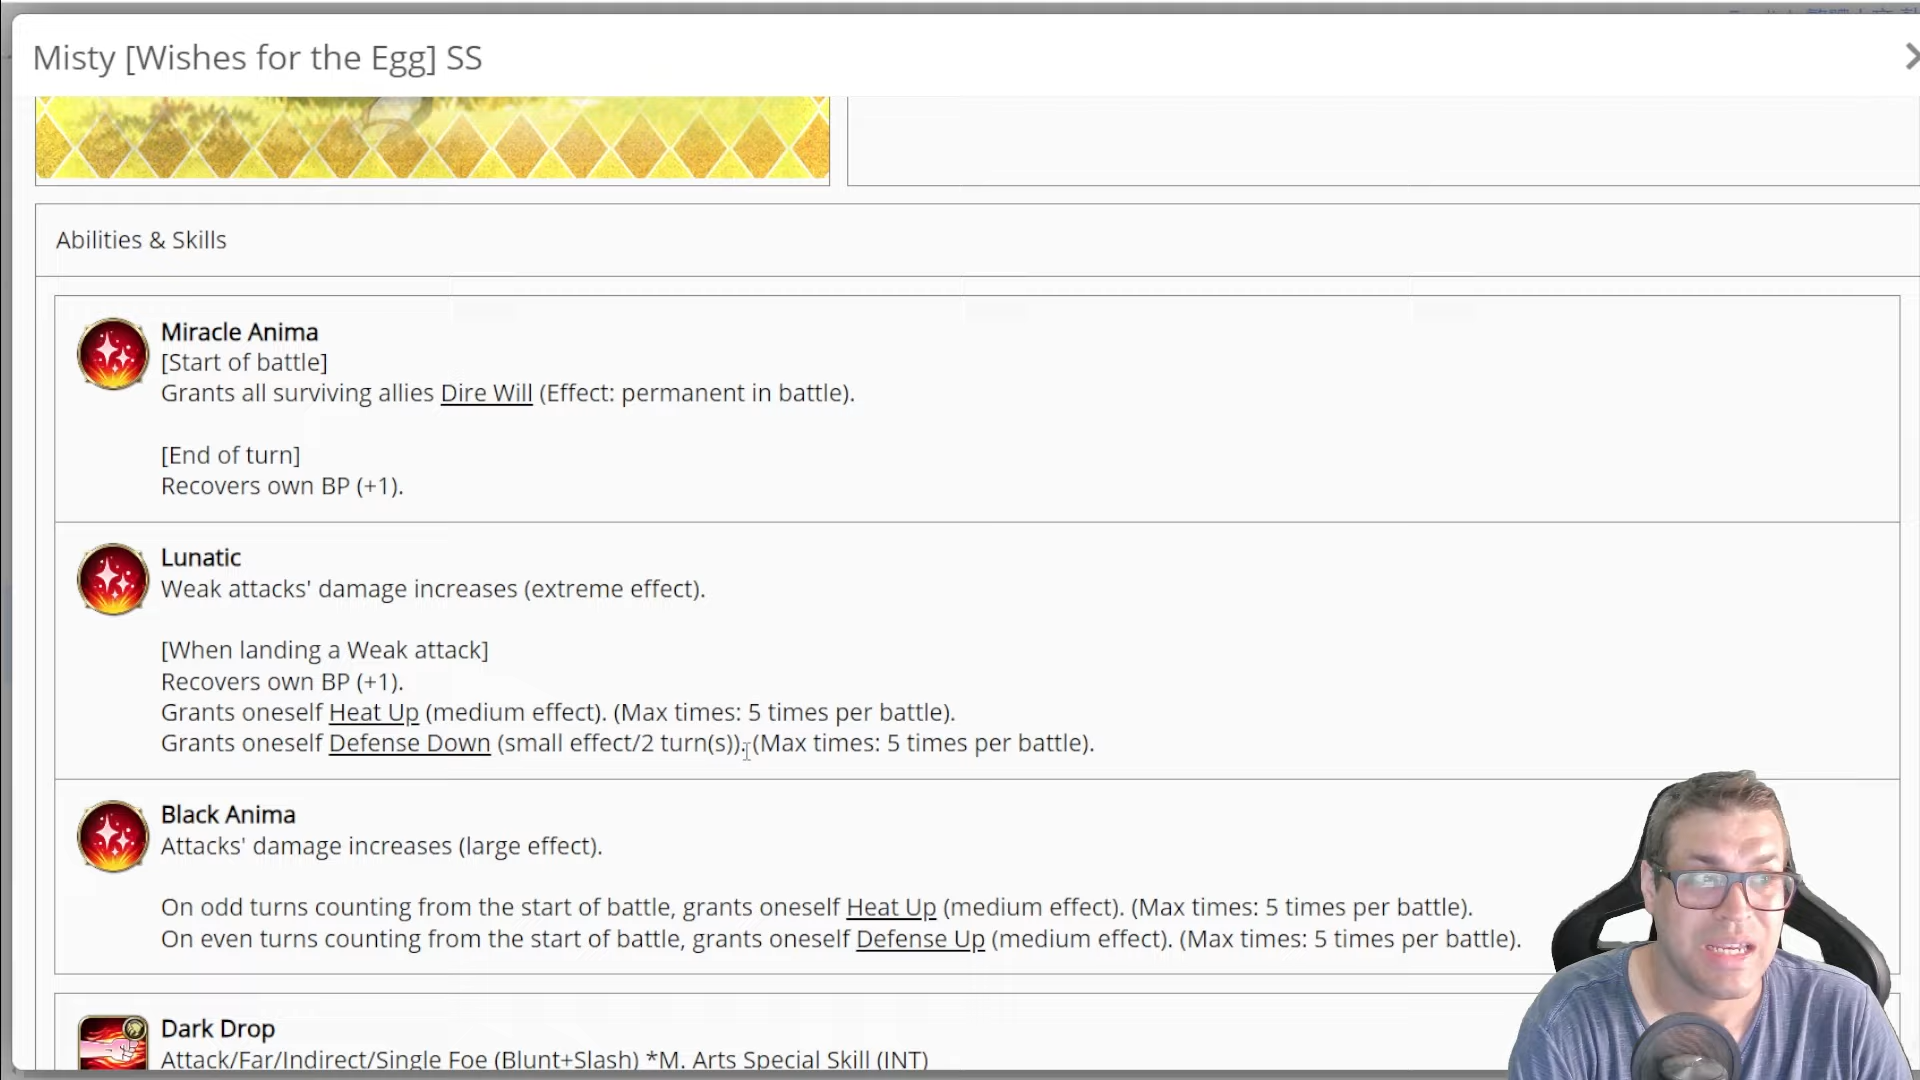 Misty [Wishes for the Egg] SS
Abilities & Skills
Miracle Anima
[Start of battle]
Grants all surviving allies Dire Will (Effect: permanent in battle).
[End of turn]
Recovers own BP (+1).
Lunatic
Weak attacks' damage increases (extreme effect).
[When landing a Weak attack]
Recovers own BP (+1).
Grants oneself Heat Up (medium effect). (Max times: 5 times per battle).
Grants oneself Defense Down (small effect/2 turn(s)). (Max times: 5 times per battle).
Black Anima
Attacks' damage increases (large effect).
On odd turns counting from the start of battle, grants oneself Heat Up (medium effect). (Max times: 5 times per battle).
On even turns counting from the start of battle, grants oneself Defense Up (medium effect). (Max times: 5 times per battle).
Dark Drop
Attack/Far/Indirect/Single Foe (Blunt+Slash) *M. Arts Special Skill (INT)